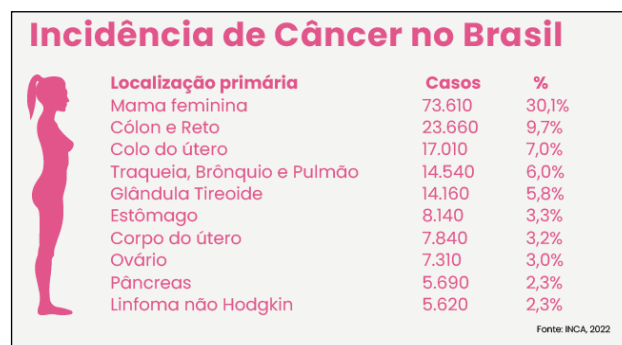 Incidência de Câncer no Brasil
Localização primária Casos %
Mama feminina 73.610 30,1%
Cólon e Reto 23.660 9,7%
Colo do útero 17.010 7,0%
Traqueia, Brônquio e Pulmão 14.540 6,0%
Glândula Tireoide 14.160 5,8%
Estômago 8.140 3,3%
Corpo do útero 7.840 3,2%
Ovário 7.310 3,0%
Pâncreas 5.690 2,3%
Linfoma não Hodgkin 5.620 2,3%
Fonte: INCA, 2022